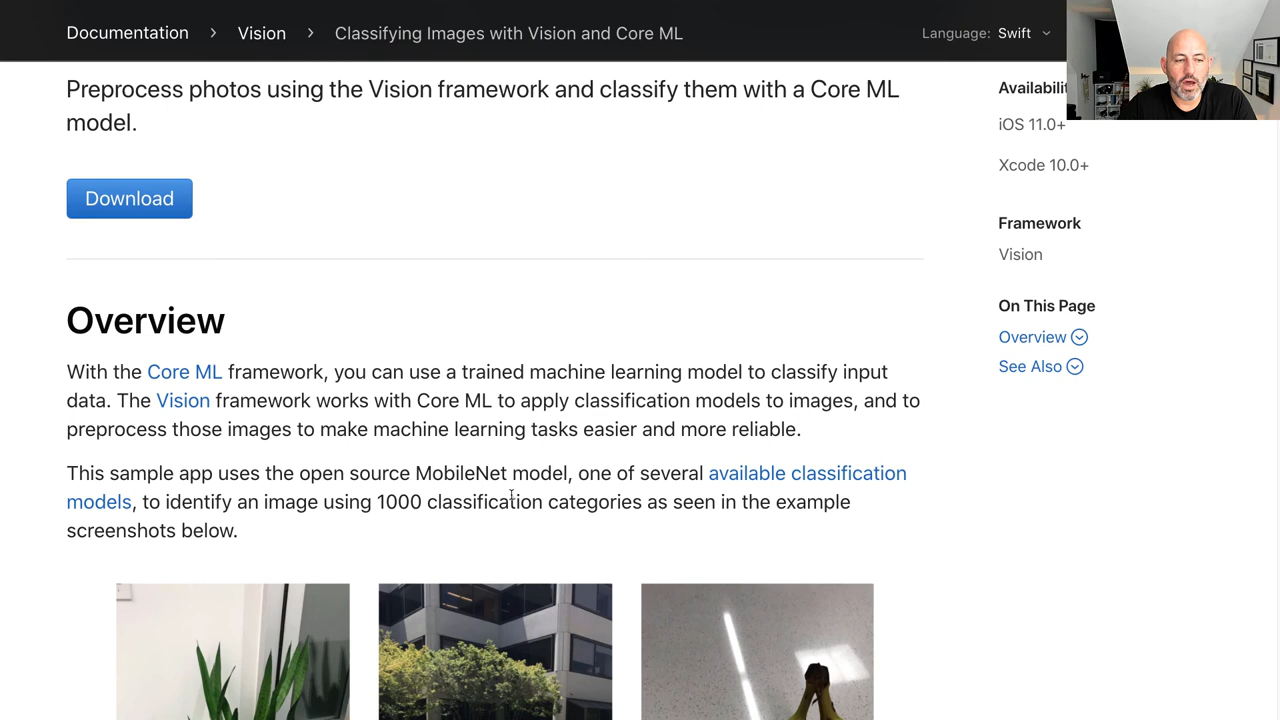 Documentation > Vision > Classifying Images with Vision and Core ML
Language: Swift
Preprocess photos using the Vision framework and classify them with a Core ML
model.
Download
Overview
With the Core ML framework, you can use a trained machine learning model to classify input
data. The Vision framework works with Core ML to apply classification models to images, and to
preprocess those images to make machine learning tasks easier and more reliable.
This sample app uses the open source MobileNet model, one of several available classification
models, to identify an image using 1000 classification categories as seen in the example
screenshots below.
iOS 11.0+
Xcode 10.0+
Framework
Vision
On This Page
Overview
See Also